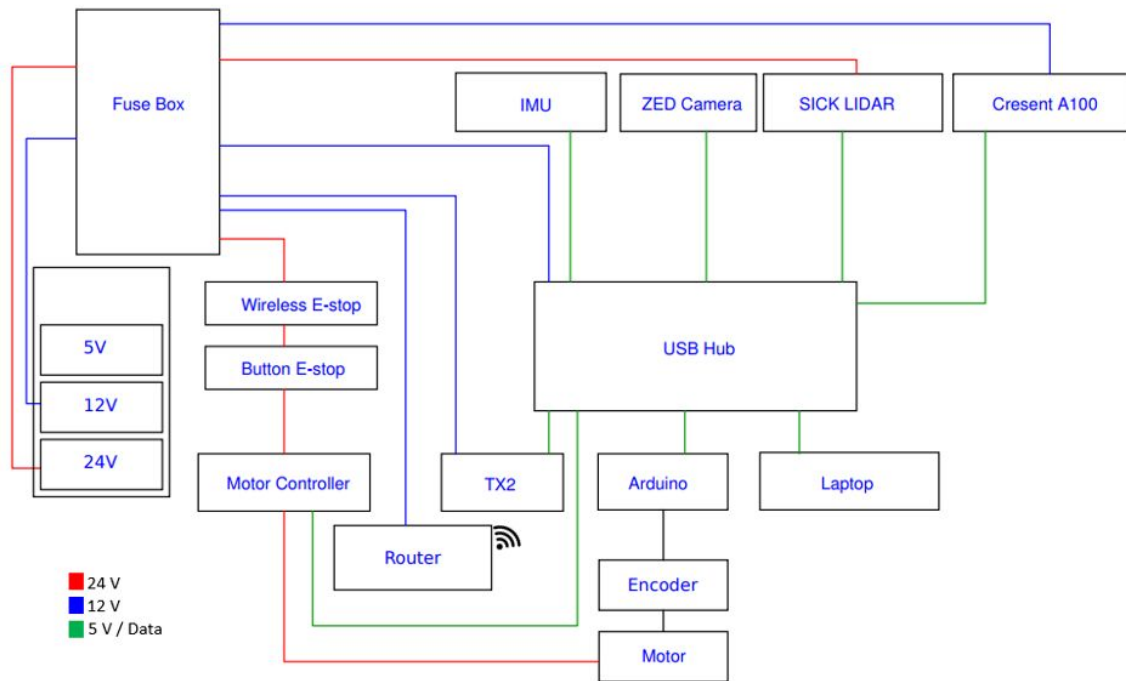 Fuse Box
IMU
ZED Camera
SICK LIDAR
Cresent A100
Wireless E-stop
Button E-stop
USB Hub
5V
12V
24V
Motor Controller
TX2
Arduino
Laptop
Router
Encoder
Motor
24 V
12 V
5 V / Data